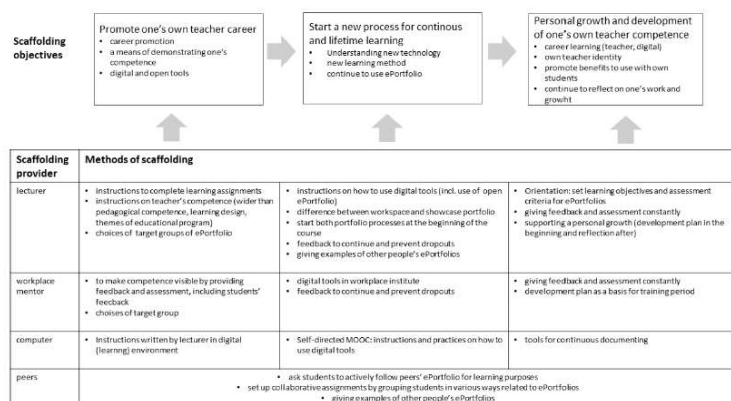 Scaffolding
objectives
Promote one's own teacher career
• career promotion
• a means of demonstrating one's
competence
• digital and open tools
Start a new process for continous
and lifetime learning
• Understanding new technology
• new learning method
• continue to use ePortfolio
Personal growth and development
of one's own teacher competence
• career learning (teacher, digital)
• own teacher identity
• promote benefits to use with own
students
• continue to reflect on one's work and
growht
Scaffolding
provider
Methods of scaffolding
lecturer
• instructions to complete learning assignments
• instructions on teacher's competence (wider than
pedagogical competence, learning design,
themes of educational program)
• choices of target groups of ePortfolio
• instructions on how to use digital tools (incl. use of open
ePortfolio)
• difference between workspace and showcase portfolio
• start both portfolio processes at the beginning of the
course
• feedback to continue and prevent dropouts
• giving examples of other people's ePortfolios
• Orientation: set learning objectives and assessment
criteria for ePortfolios
• giving feedback and assessment constantly
• supporting a personal growth (development plan in the
beginning and reflection after)
workplace
mentor
• to make competence visible by providing
feedback and assessment, including students'
feecback
• choices of target group
• digital tools in workplace institute
• feedback to continue and prevent dropouts
• giving feedback and assessment constantly
• development plan as a basis for training period
computer
• Instructions written by lecturer in digital
(learnng) environment
• Self-directed MOOC: instructions and practices on how to
use digital tools
• tools for continuous documenting
peers
• ask students to actively follow peers' ePortfolio for learning purposes
• set up collaborative assignments by grouping students in various ways related to ePortfolios
• giving examples of other people's ePortfolios